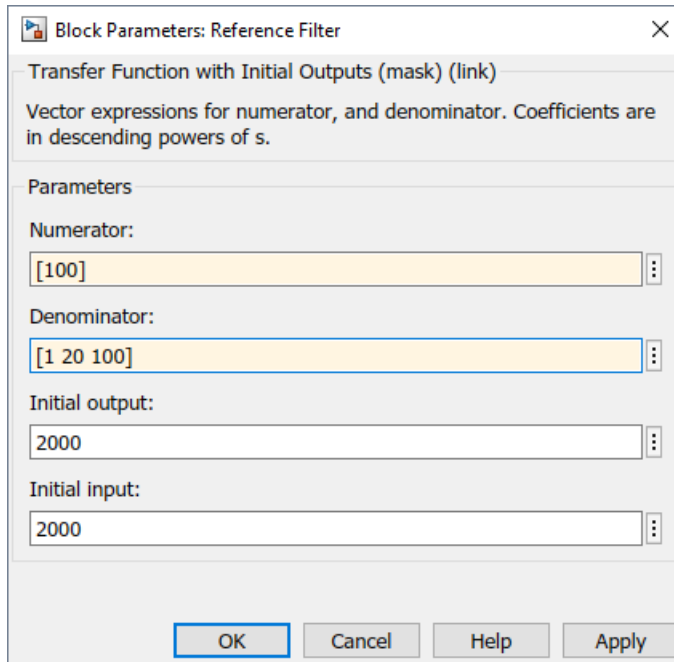 Block Parameters: Reference Filter
Transfer Function with Initial Outputs (mask) (link)
Vector expressions for numerator, and denominator. Coefficients are
in descending powers of s.
Parameters
Numerator:
[100]
Denominator:
[1 20 100]
Initial output:
2000
Initial input:
2000
OK Cancel Help Apply